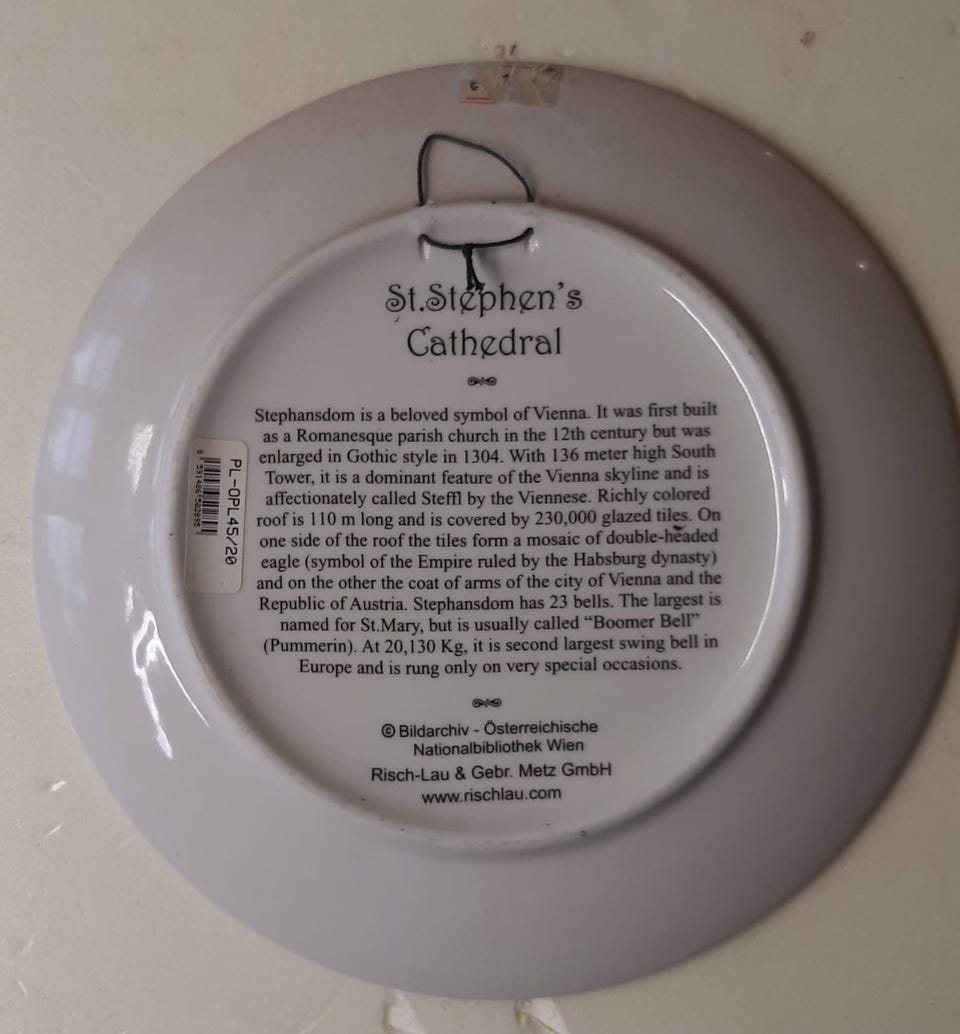 G
St.Stephen's
Cathedral
Stephansdom is a beloved symbol of Vienna. It was first built
as a Romanesque parish church in the 12th century but was
enlarged in Gothic style in 1304. With 136 meter high South
Tower, it is a dominant feature of the Vienna skyline and is
affectionately called Steffl by the Viennese. Richly colored
roof is 110 m long and is covered by 230,000 glazed tiles. On
one side of the roof the tiles form a mosaic of double-headed
eagle (symbol of the Empire ruled by the Habsburg dynasty)
and on the other the coat of arms of the city of Vienna and the
Republic of Austria. Stephansdom has 23 bells. The largest is
named for St.Mary, but is usually called “Boomer Bell”
(Pummerin). At 20,130 Kg, it is second largest swing bell in
Europe and is rung only on very special occasions.
© Bildarchiv - Österreichische
Nationalbibliothek Wien
Risch-Lau & Gebr. Metz GmbH
www.rischlau.com
PL-OPL45/20